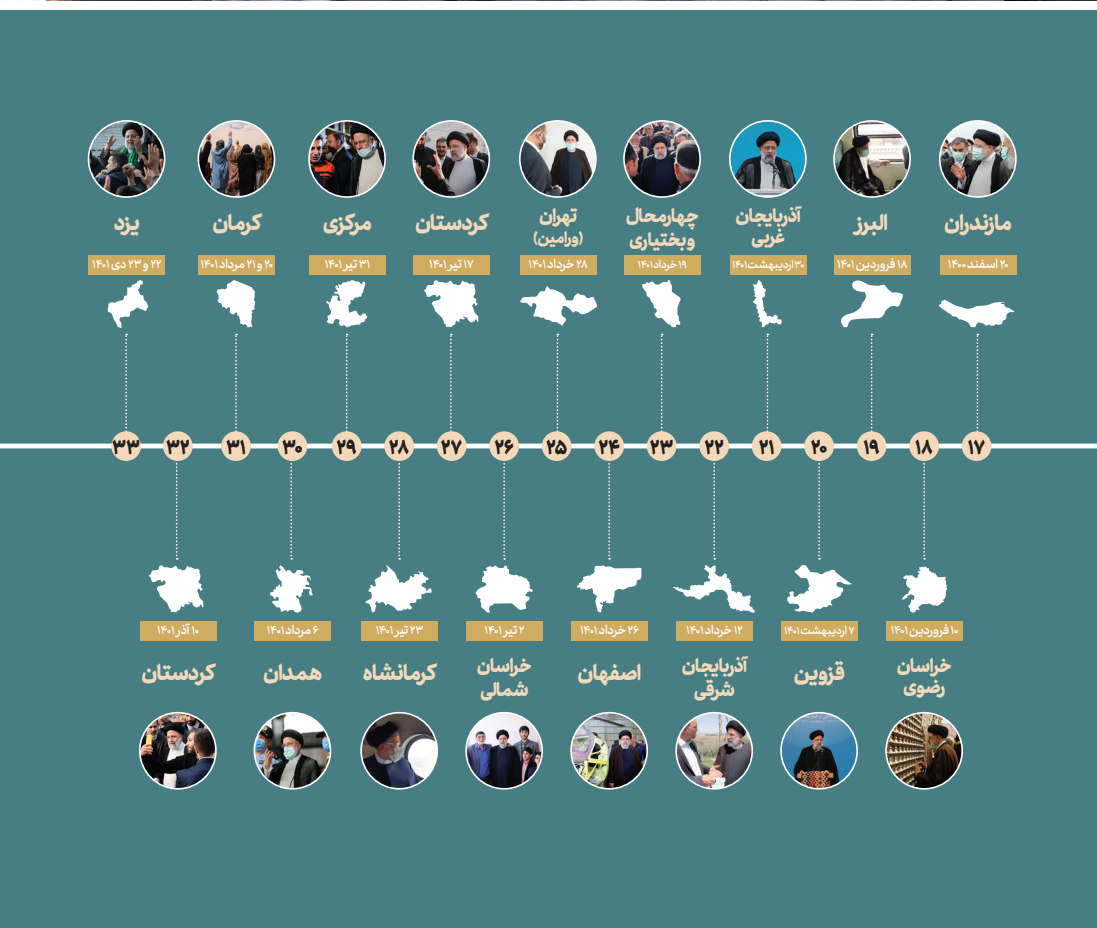 مازندران
البرز
آذربایجان
غربی
چهارمحال
وبختیاری
تهران
(ورامین)
کردستان
مرکزی
کرمان
یزد
۲۰ اسفند ۱۴۰۰
۱۸ فروردین ۱۴۰۱
۳۰ اردیبهشت ۱۴۰۱
۱۹ خرداد ۱۴۰۱
۲۸ خرداد ۱۴۰۱
۱۷ تیر ۱۴۰۱
۳۱ تیر ۱۴۰۱
۲۰ و ۲۱ مرداد ۱۴۰۱
۲۲ و ۲۳ دی ۱۴۰۱
۱۷
۱۸
۱۹
۲۰
۲۱
۲۲
۲۳
۲۴
۲۵
۲۶
۲۷
۲۸
۲۹
۳۰
۳۱
۳۲
۳۳
۱۰ فروردین ۱۴۰۱
۷ اردیبهشت ۱۴۰۱
۱۲ خرداد ۱۴۰۱
۲۶ خرداد ۱۴۰۱
۲ تیر ۱۴۰۱
۲۳ تیر ۱۴۰۱
۶ مرداد ۱۴۰۱
۱۰ آذر ۱۴۰۱
خراسان
رضوی
قزوین
آذربایجان
شرقی
اصفهان
خراسان
شمالی
کرمانشاه
همدان
کردستان